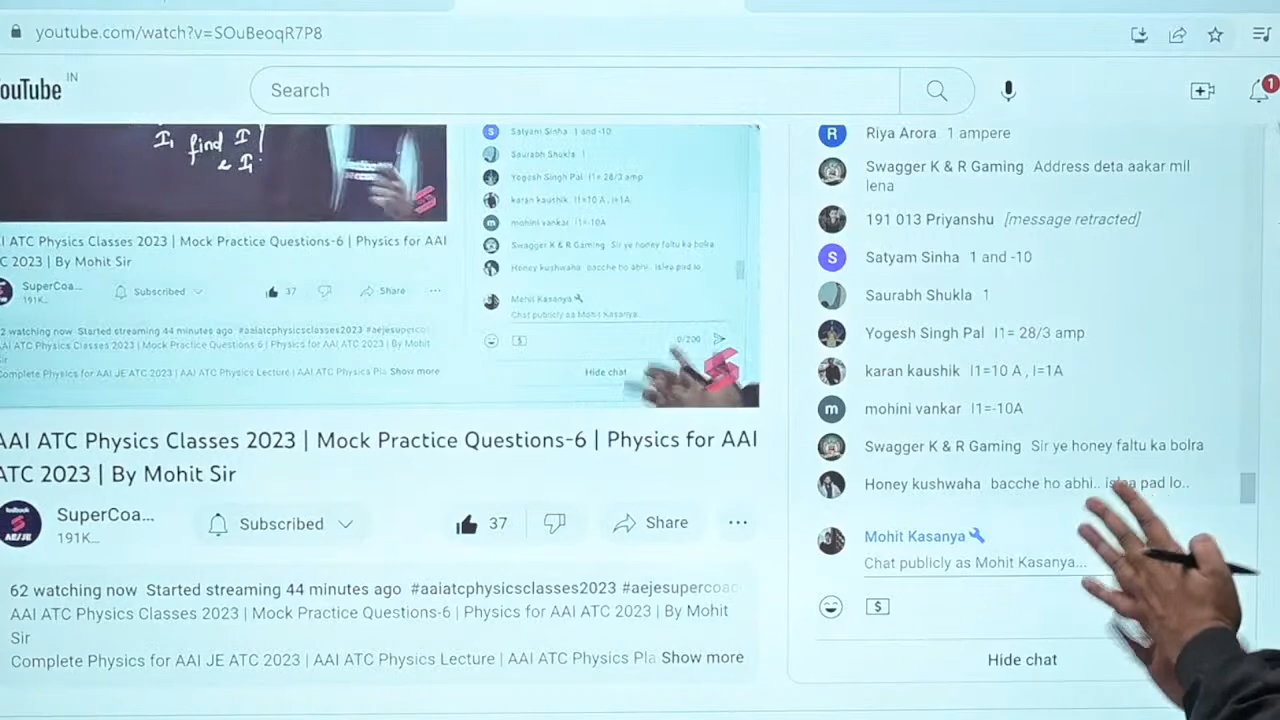 youtube.com/watch?v=SOuBeoqR7P8
ouTube IN
Search
1
I, find I
& I,
S Satyam Sinha 1 and -10
Saurabh Shukla 1
Yogesh Singh Pal I1= 28/3 amp
karan kaushik I1=10 A , I=1A
m mohini vankar I1=-10A
Swagger K & R Gaming Sir ye honey faltu ka bolra
Honey kushwaha bacche ho abhi.. islea pad lo..
Mohit Kasanya
Chat publicly as Mohit Kasanya...
0/200
Hide chat
I ATC Physics Classes 2023 | Mock Practice Questions-6 | Physics for AAI
C 2023 | By Mohit Sir
SuperCoa...
191K...
Subscribed
37
Share
2 watching now Started streaming 44 minutes ago #aaiatcphysicsclasses2023 #aejesuperco
AI ATC Physics Classes 2023 | Mock Practice Questions-6 | Physics for AAI ATC 2023 | By Mohit
Sir
Complete Physics for AAI JE ATC 2023 | AAI ATC Physics Lecture | AAI ATC Physics Pla Show more
AAI ATC Physics Classes 2023 | Mock Practice Questions-6 | Physics for AAI
ATC 2023 | By Mohit Sir
testbook
AE/JE
SuperCoa...
191K...
Subscribed
37
Share
62 watching now Started streaming 44 minutes ago #aaiatcphysicsclasses2023 #aejesupercoac
AAI ATC Physics Classes 2023 | Mock Practice Questions-6 | Physics for AAI ATC 2023 | By Mohit
Sir
Complete Physics for AAI JE ATC 2023 | AAI ATC Physics Lecture | AAI ATC Physics Pla Show more
R Riya Arora 1 ampere
Swagger K & R Gaming Address deta aakar mil
lena
191 013 Priyanshu [message retracted]
S Satyam Sinha 1 and -10
Saurabh Shukla 1
Yogesh Singh Pal I1= 28/3 amp
karan kaushik I1=10 A , I=1A
m mohini vankar I1=-10A
Swagger K & R Gaming Sir ye honey faltu ka bolra
Honey kushwaha bacche ho abhi.. islea pad lo..
Mohit Kasanya
Chat publicly as Mohit Kasanya...
Hide chat